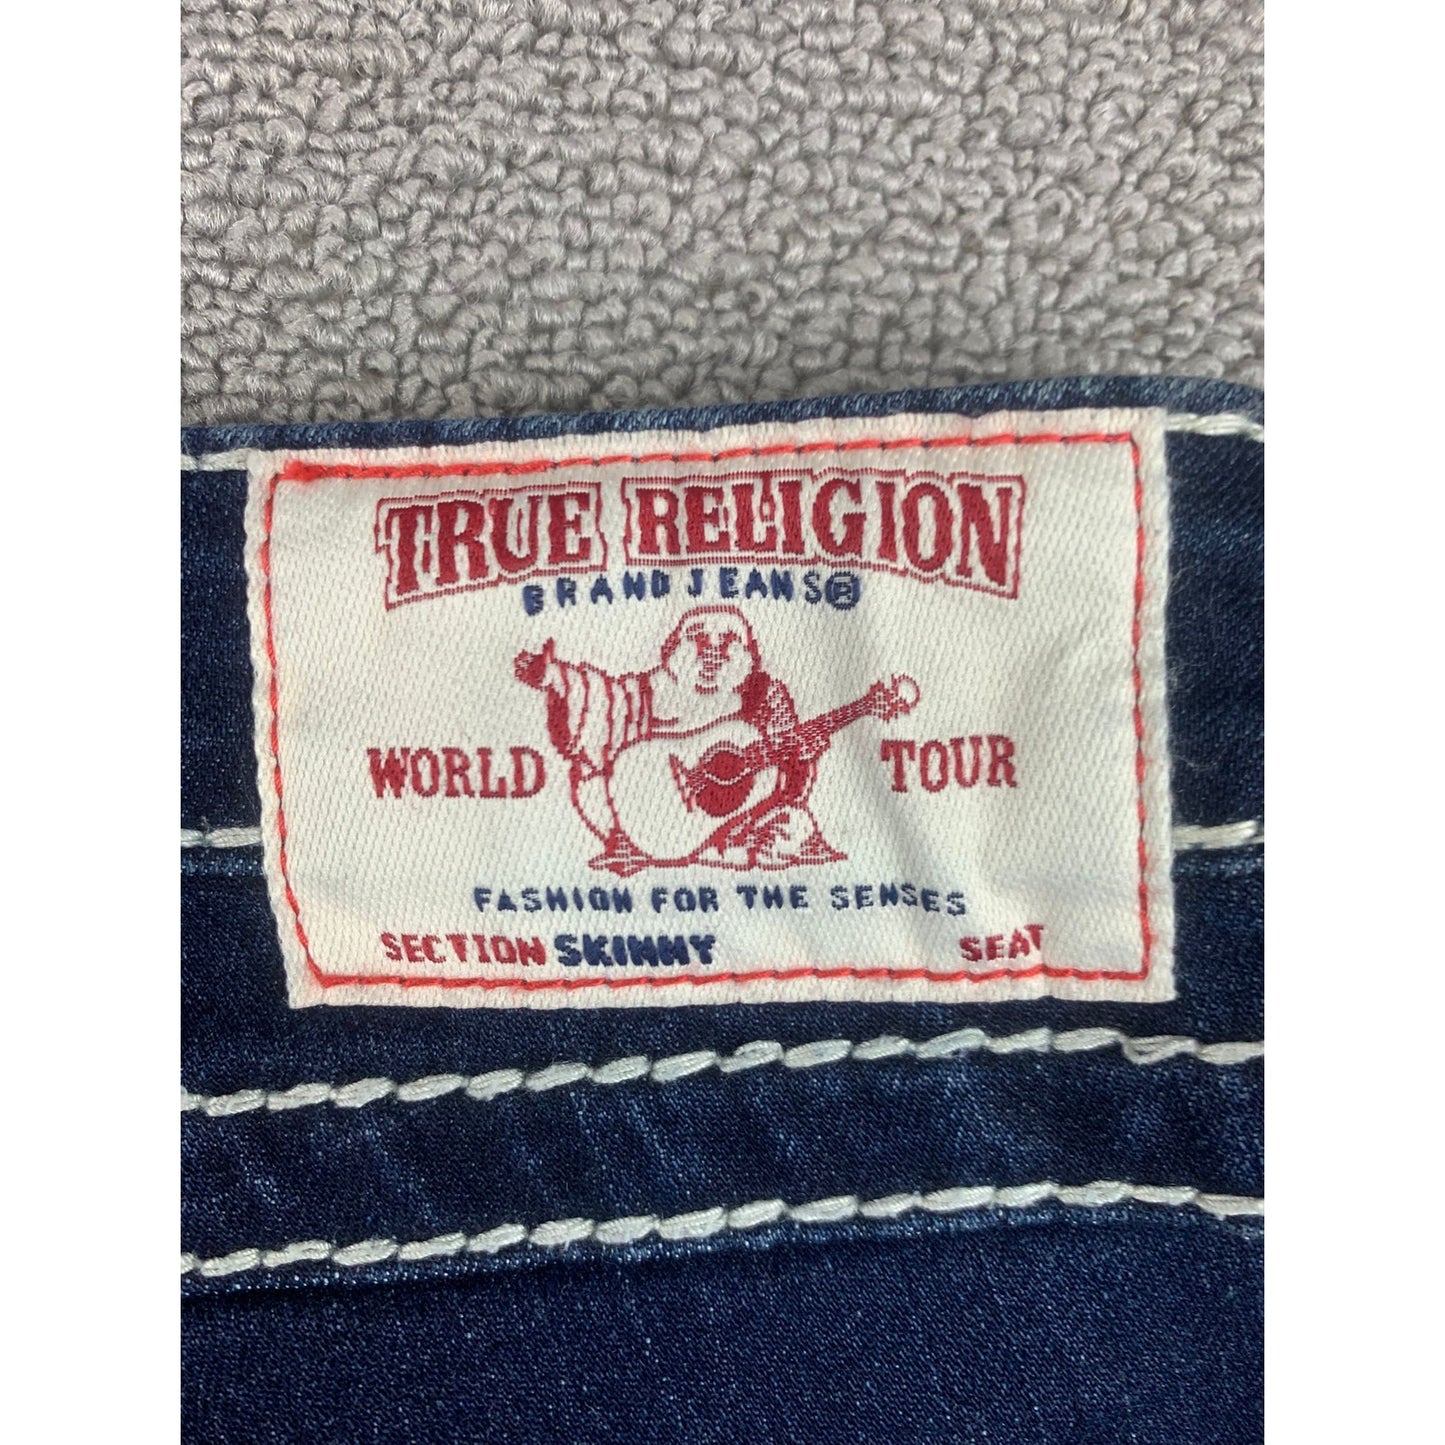 TRUE RELIGION
BRAND JEANS®
WORLD TOUR
FASHION FOR THE SENSES
SECTION SKINNY SEAT